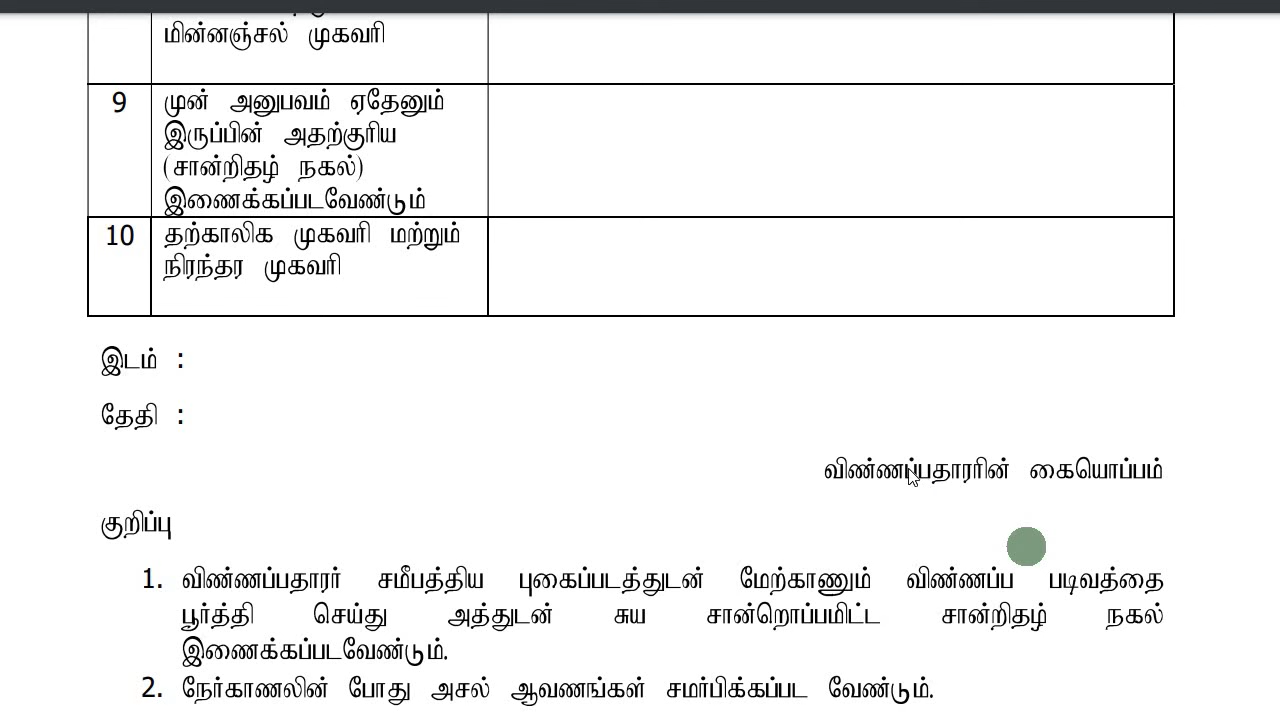 மின்னஞ்சல் முகவரி
9 முன் அனுபவம் ஏதேனும்
இருப்பின் அதற்குரிய
(சான்றிதழ் நகல்)
இணைக்கப்படவேண்டும்
10 தற்காலிக முகவரி மற்றும்
நிரந்தர முகவரி
இடம் :
தேதி :
விண்ணப்பதாரரின் கையொப்பம்
குறிப்பு
1. விண்ணப்பதாரர் சமீபத்திய புகைப்படத்துடன் மேற்காணும் விண்ணப்ப படிவத்தை
பூர்த்தி செய்து அத்துடன் சுய சான்றொப்பமிட்ட சான்றிதழ் நகல்
இணைக்கப்படவேண்டும்.
2. நேர்காணலின் போது அசல் ஆவணங்கள் சமர்பிக்கப்பட வேண்டும்.